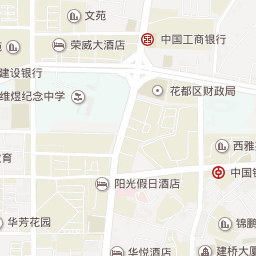 文苑
荣威大酒店
中国工商银行
建设银行
花都区财政局
维煜纪念中学
西雅
育
中国
阳光假日酒店
华芳花园
锦鹏
华悦酒店
建桥大厦